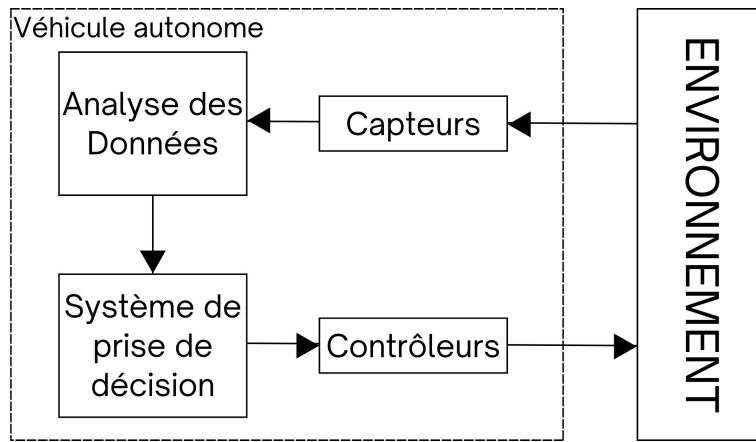 Véhicule autonome
Analyse des
Données
Capteurs
ENVIRONNEMENT
Système de
prise de
décision
Contrôleurs